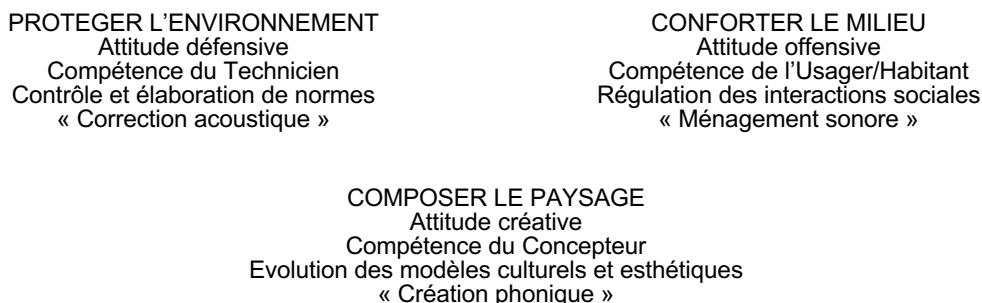 PROTEGER L’ENVIRONNEMENT
Attitude défensive
Compétence du Technicien
Contrôle et élaboration de normes
« Correction acoustique »
CONFORTER LE MILIEU
Attitude offensive
Compétence de l’Usager/Habitant
Régulation des interactions sociales
« Ménagement sonore »
COMPOSER LE PAYSAGE
Attitude créative
Compétence du Concepteur
Evolution des modèles culturels et esthétiques
« Création phonique »